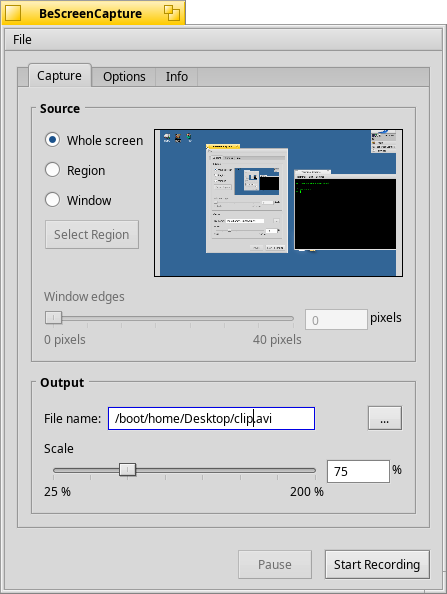 BeScreenCapture
File
Capture Options Info
Source
Whole screen
Region
Window
Select Region
Window edges
0 pixels
0 pixels 40 pixels
Output
File name: /boot/home/Desktop/clip.avi ...
Scale
75 %
25 % 200 %
Pause Start Recording